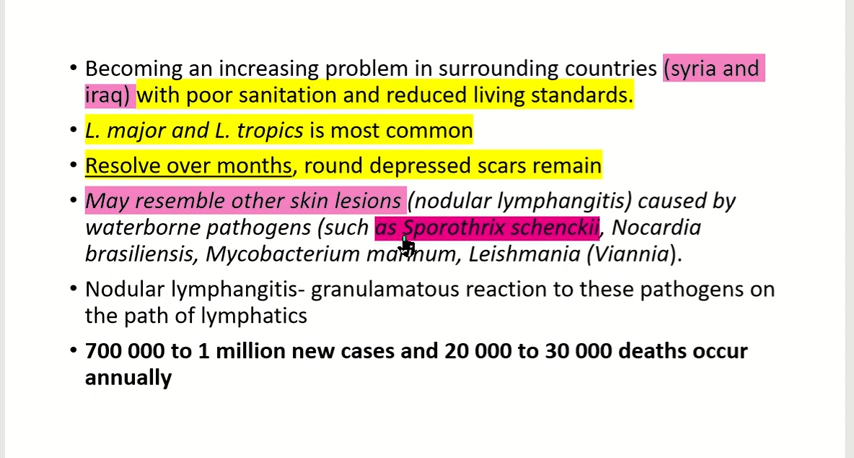 • Becoming an increasing problem in surrounding countries (syria and
iraq) with poor sanitation and reduced living standards.
• L. major and L. tropics is most common
• Resolve over months, round depressed scars remain
• May resemble other skin lesions (nodular lymphangitis) caused by
waterborne pathogens (such as Sporothrix schenckii, Nocardia
brasiliensis, Mycobacterium marinum, Leishmania (Viannia).
• Nodular lymphangitis- granulamatous reaction to these pathogens on
the path of lymphatics
• 700 000 to 1 million new cases and 20 000 to 30 000 deaths occur
annually